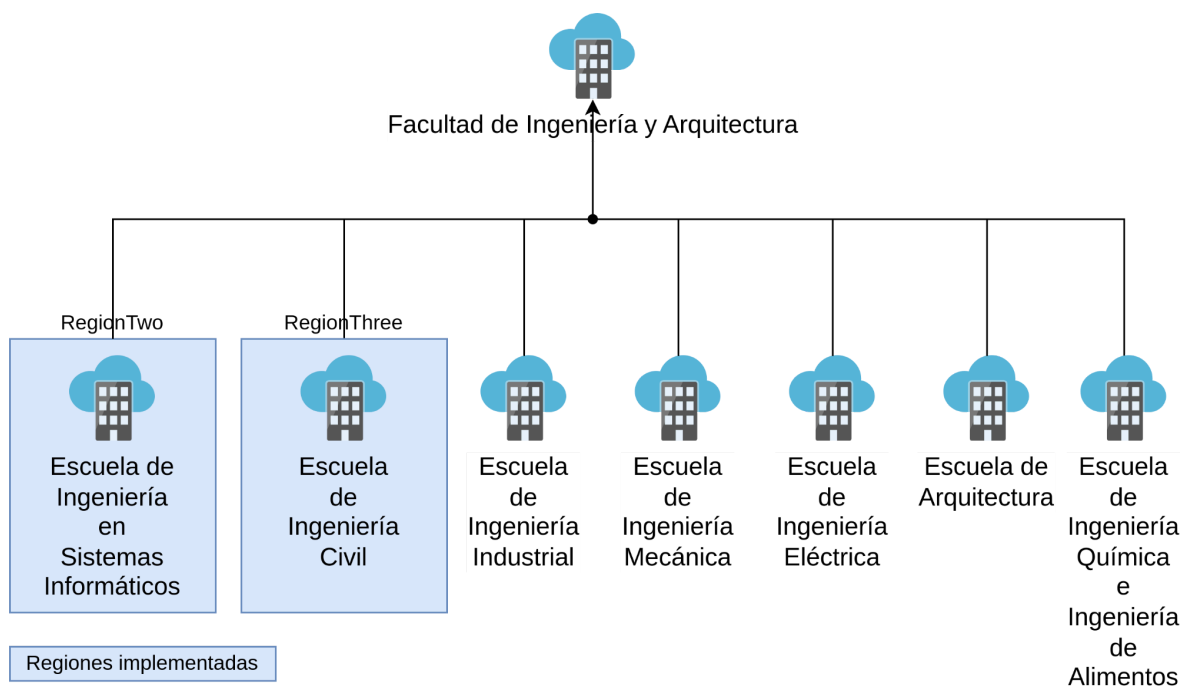 Facultad de Ingeniería y Arquitectura
RegionTwo
RegionThree
Escuela de
Ingeniería
en
Sistemas
Informáticos
Escuela
de
Ingeniería
Civil
Escuela
de
Ingeniería
Industrial
Escuela
de
Ingeniería
Mecánica
Escuela
de
Ingeniería
Eléctrica
Escuela de
Arquitectura
Escuela
de
Ingeniería
Química
e
Ingeniería
de
Alimentos
Regiones implementadas